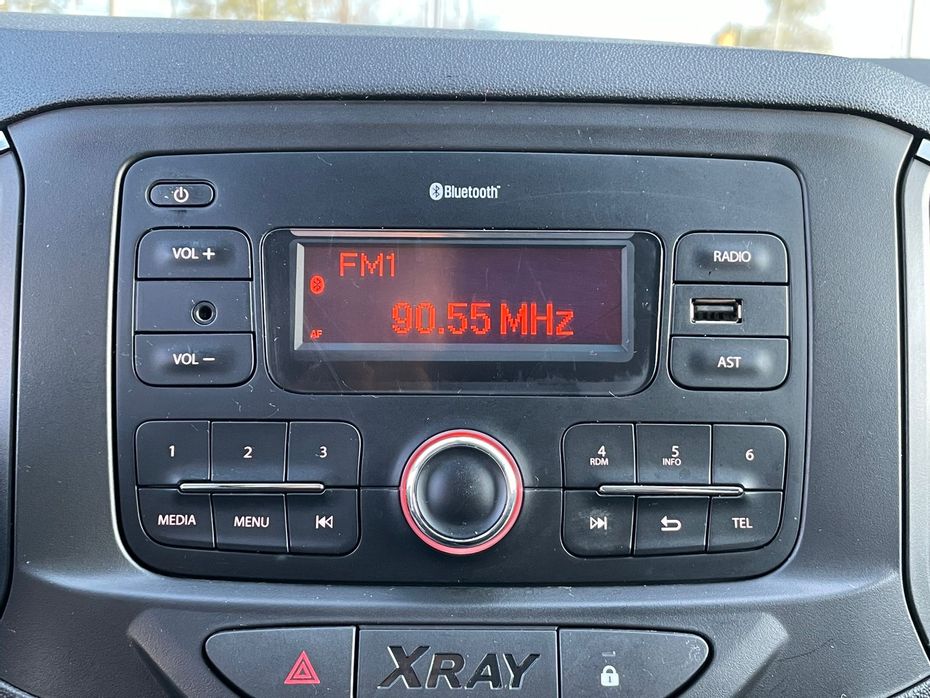 Bluetooth
VOL +
FM1
RADIO
90.55 MHz
AF
VOL −
AST
1
2
3
4
RDM
5
INFO
6
MEDIA
MENU
TEL
XRAY